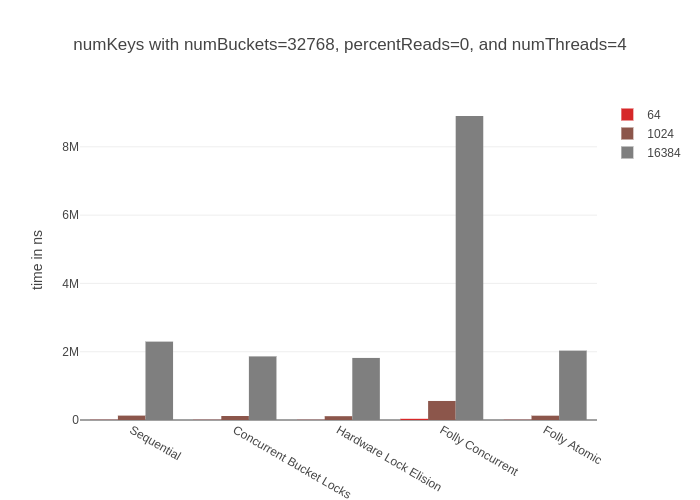 numKeys with numBuckets=32768, percentReads=0, and numThreads=4
64
1024
16384
time in ns
8M
6M
4M
2M
0
Sequential
Concurrent Bucket Locks
Hardware Lock Elision
Folly Concurrent
Folly Atomic